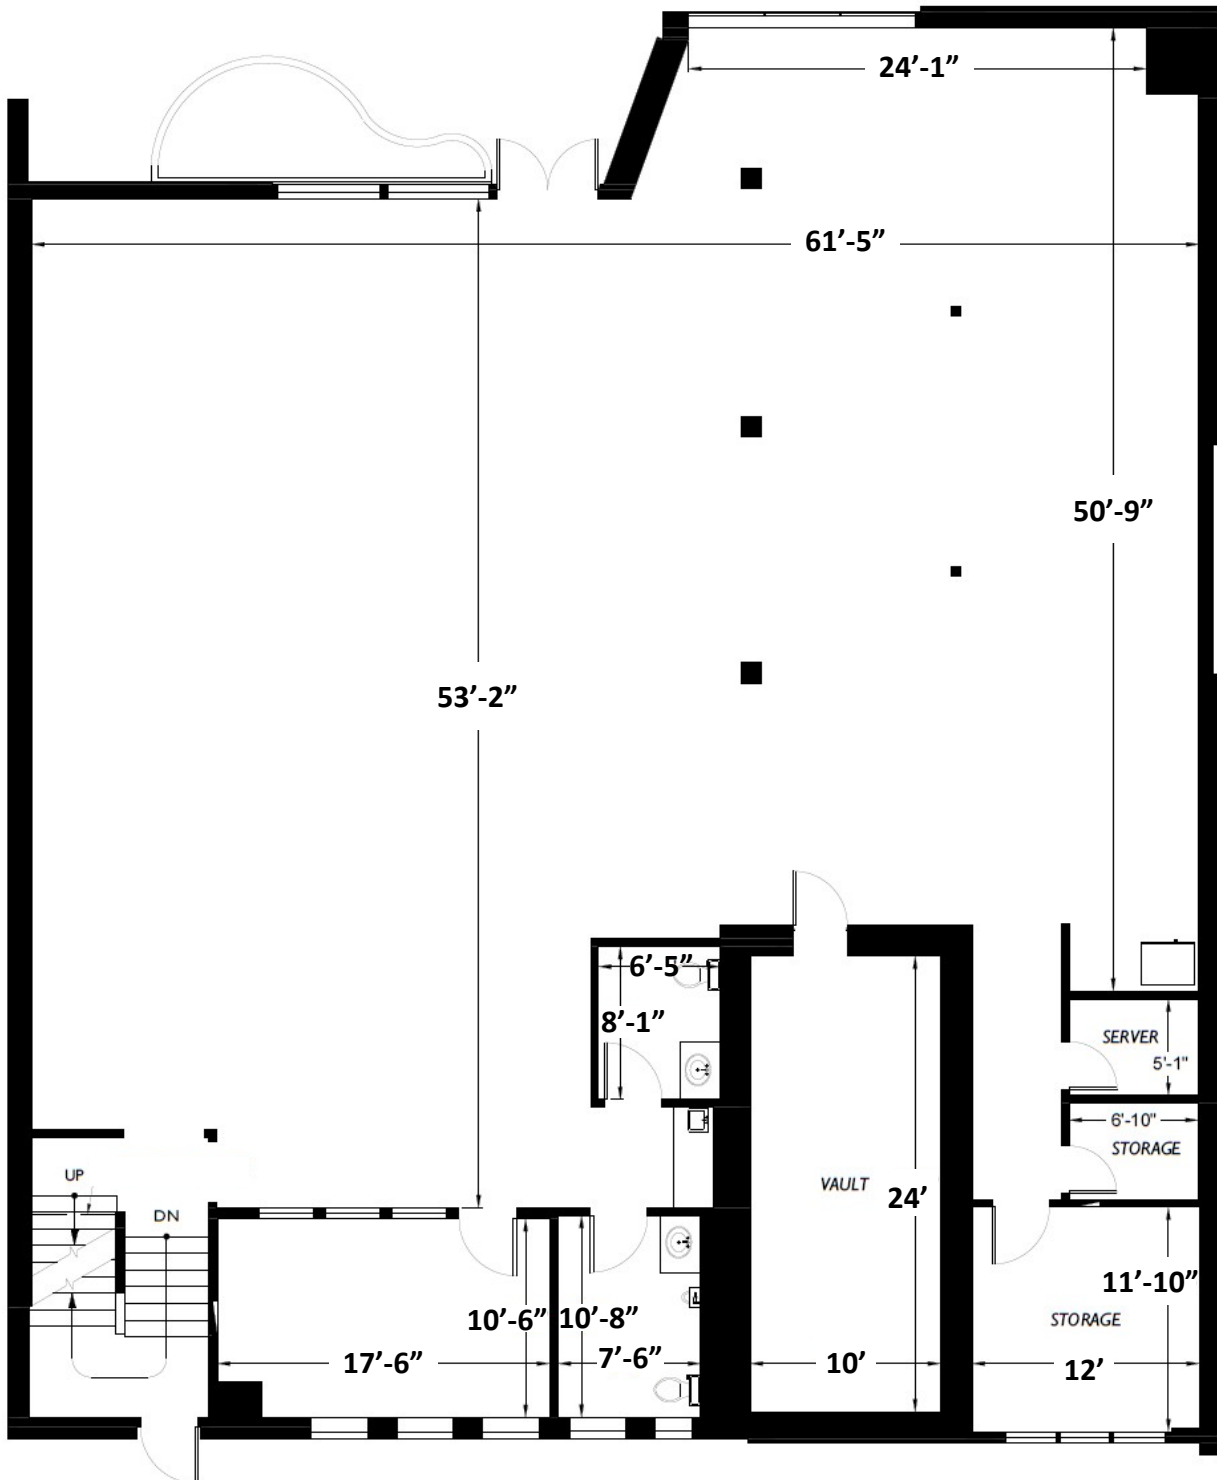 24’-1”
61’-5”
50’-9”
53’-2”
6’-5”
8’-1”
SERVER
5'-1"
6'-10"
STORAGE
UP
DN
VAULT
24’
11’-10”
10’-6”
10’-8”
STORAGE
17’-6”
7’-6”
10’
12’